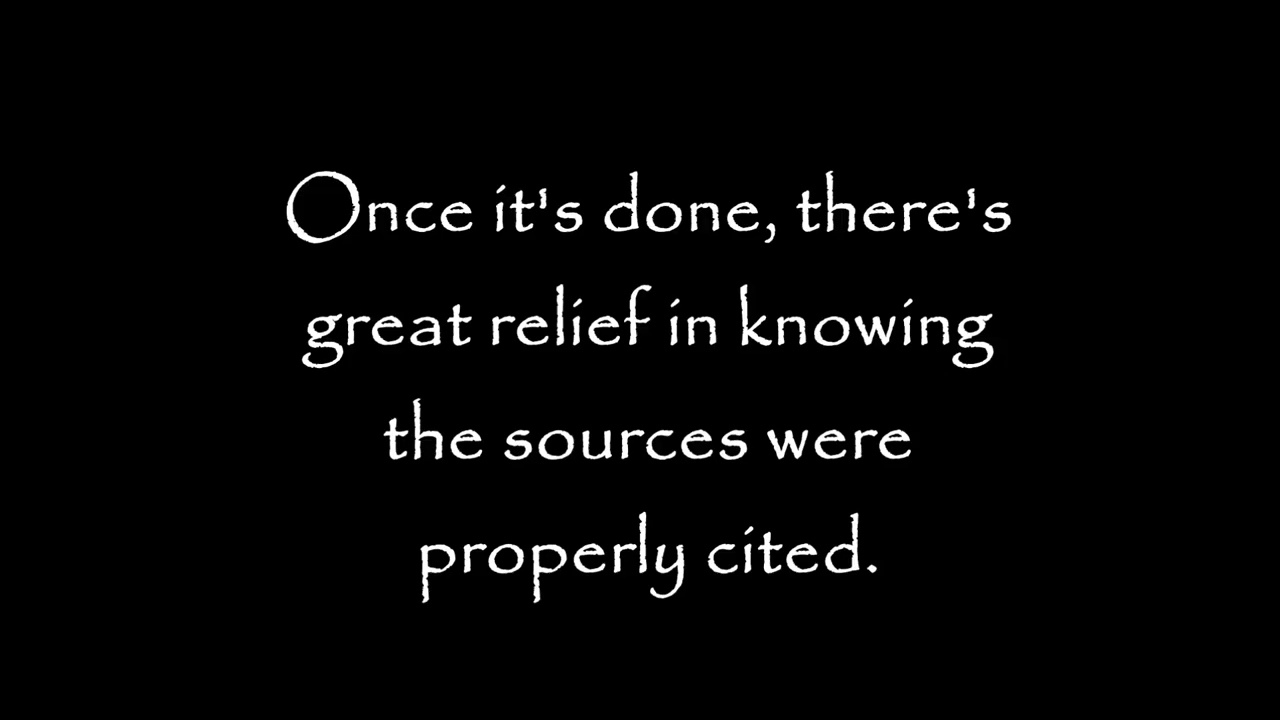 Once it's done, there's
great relief in knowing
the sources were
properly cited.